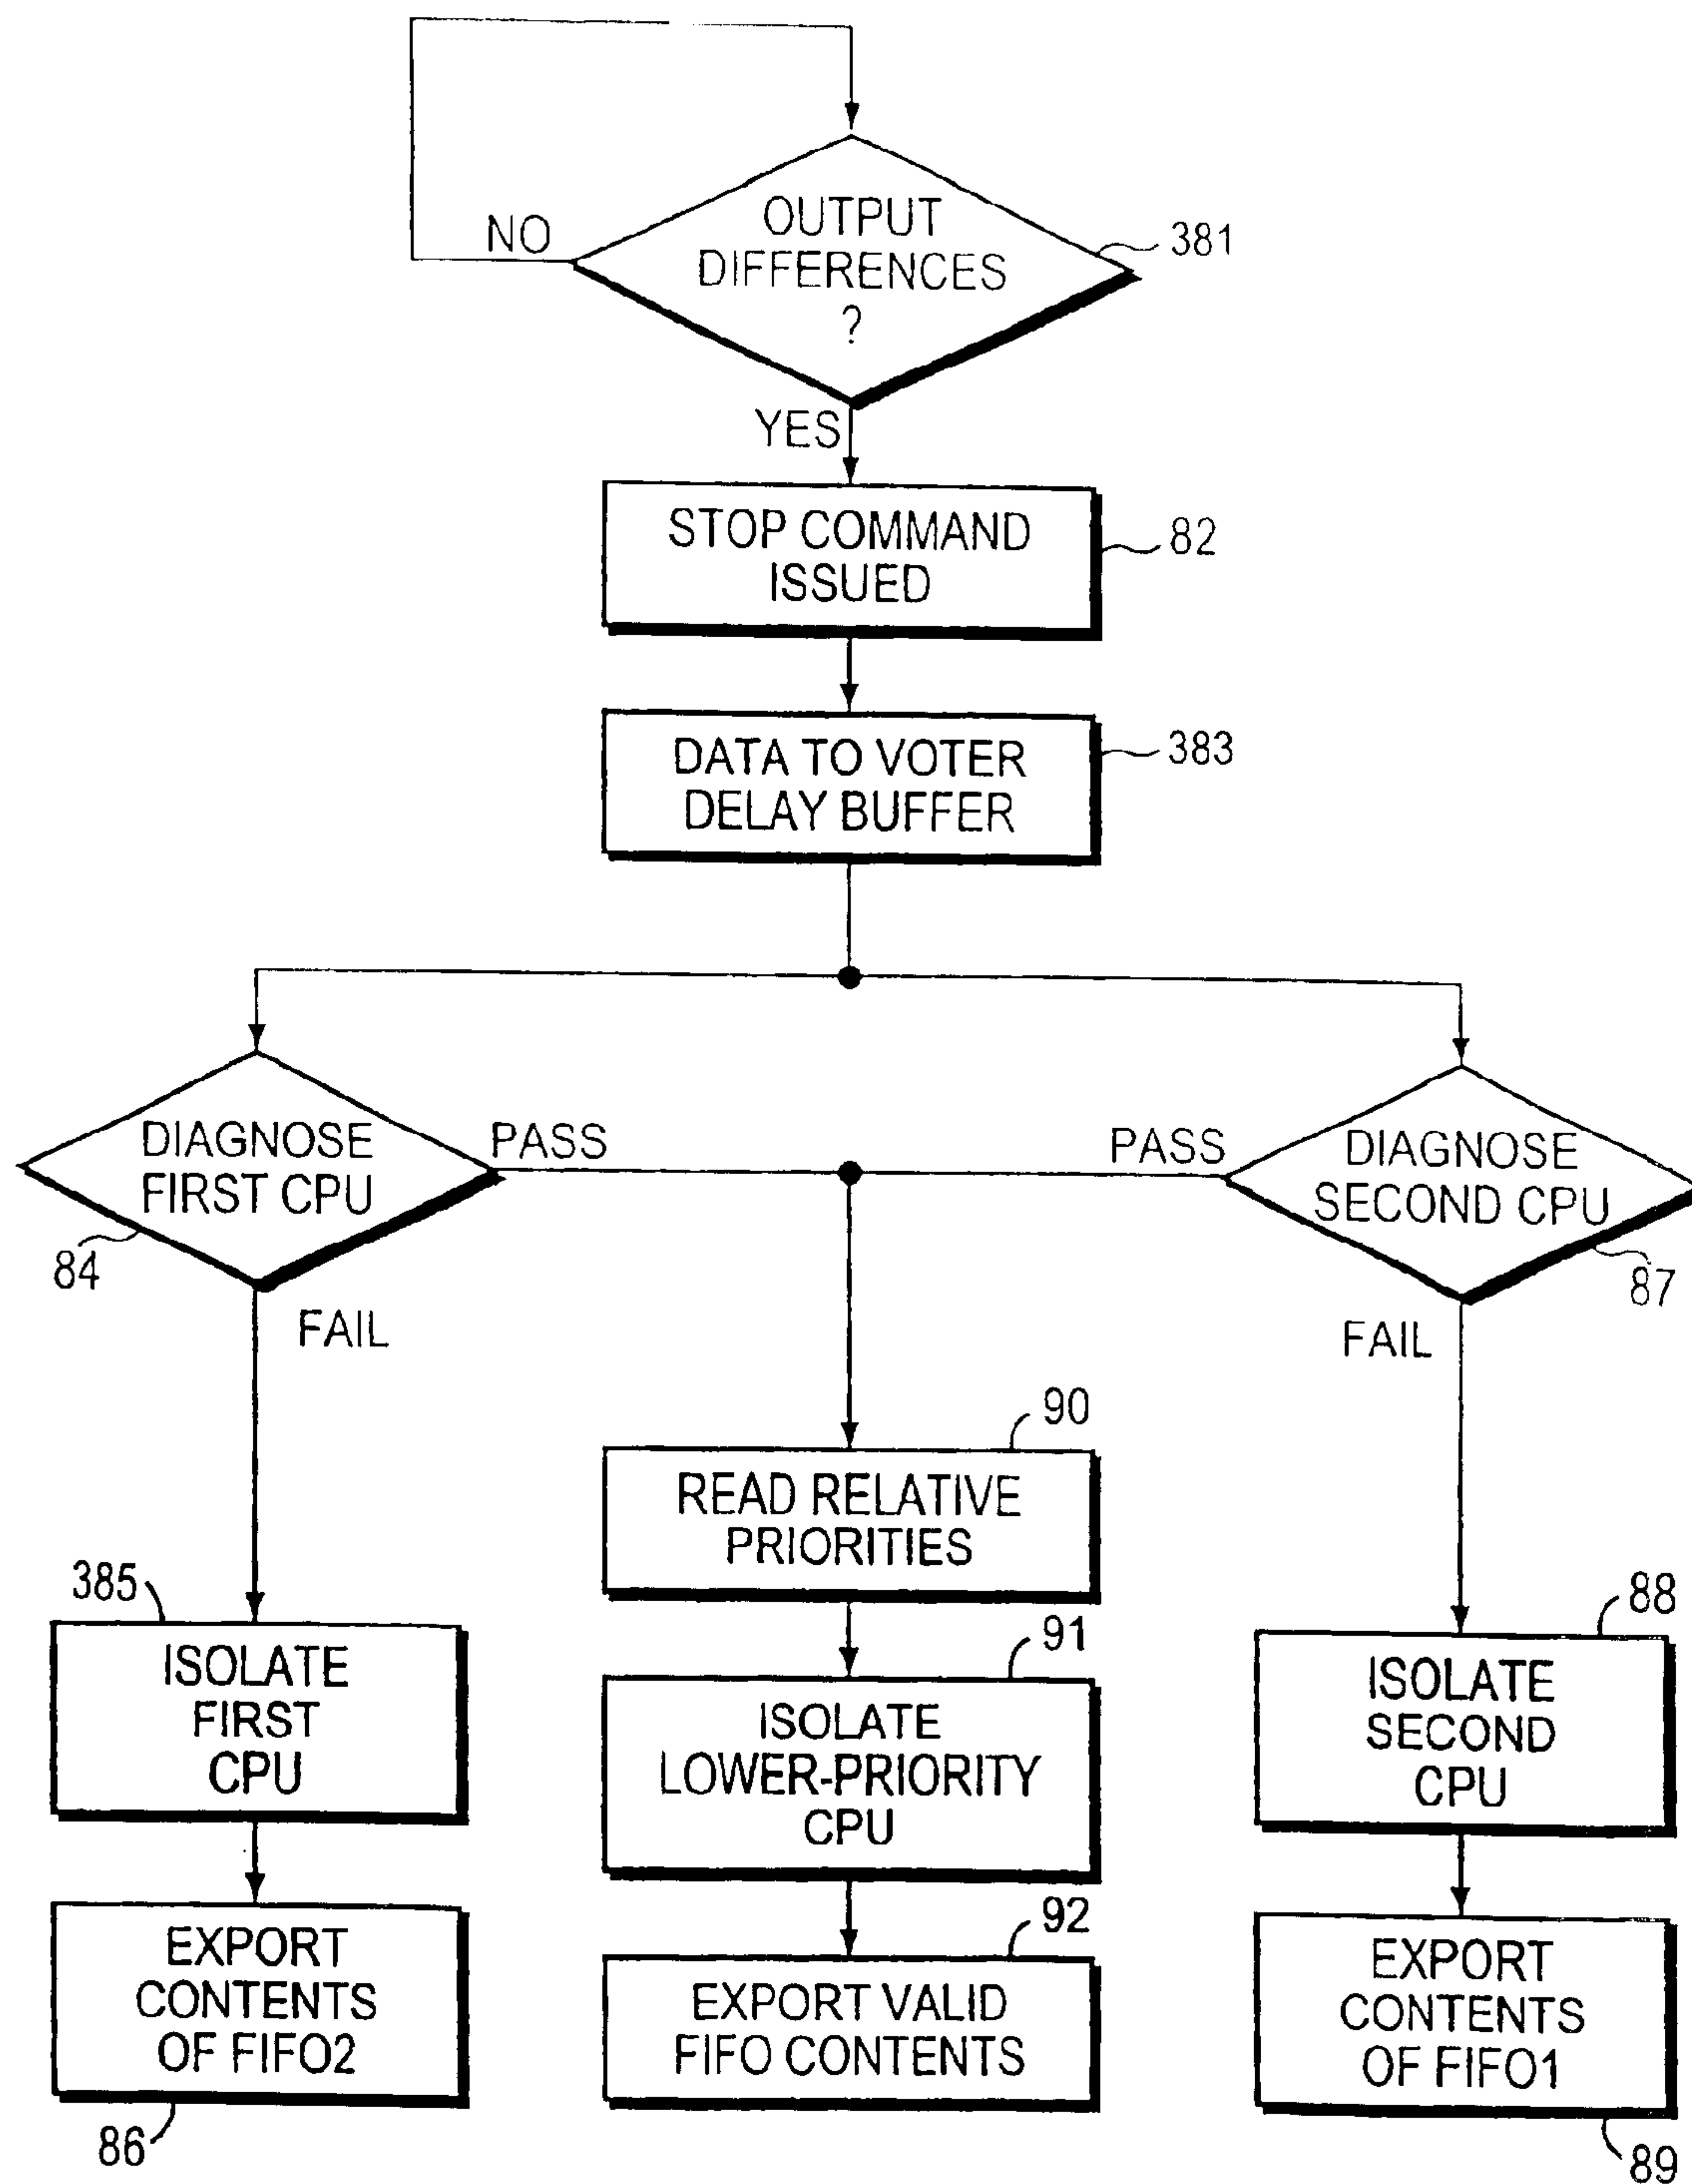 OUTPUT
DIFFERENCES
?
381
NO
YES
STOP COMMAND
ISSUED
82
DATA TO VOTER
DELAY BUFFER
383
DIAGNOSE
FIRST CPU
84
PASS
FAIL
PASS
DIAGNOSE
SECOND CPU
87
FAIL
90
READ RELATIVE
PRIORITIES
385
ISOLATE
FIRST
CPU
91
ISOLATE
LOWER-PRIORITY
CPU
88
ISOLATE
SECOND
CPU
EXPORT
CONTENTS
OF FIFO2
86
92
EXPORT VALID
FIFO CONTENTS
EXPORT
CONTENTS
OF FIFO1
89